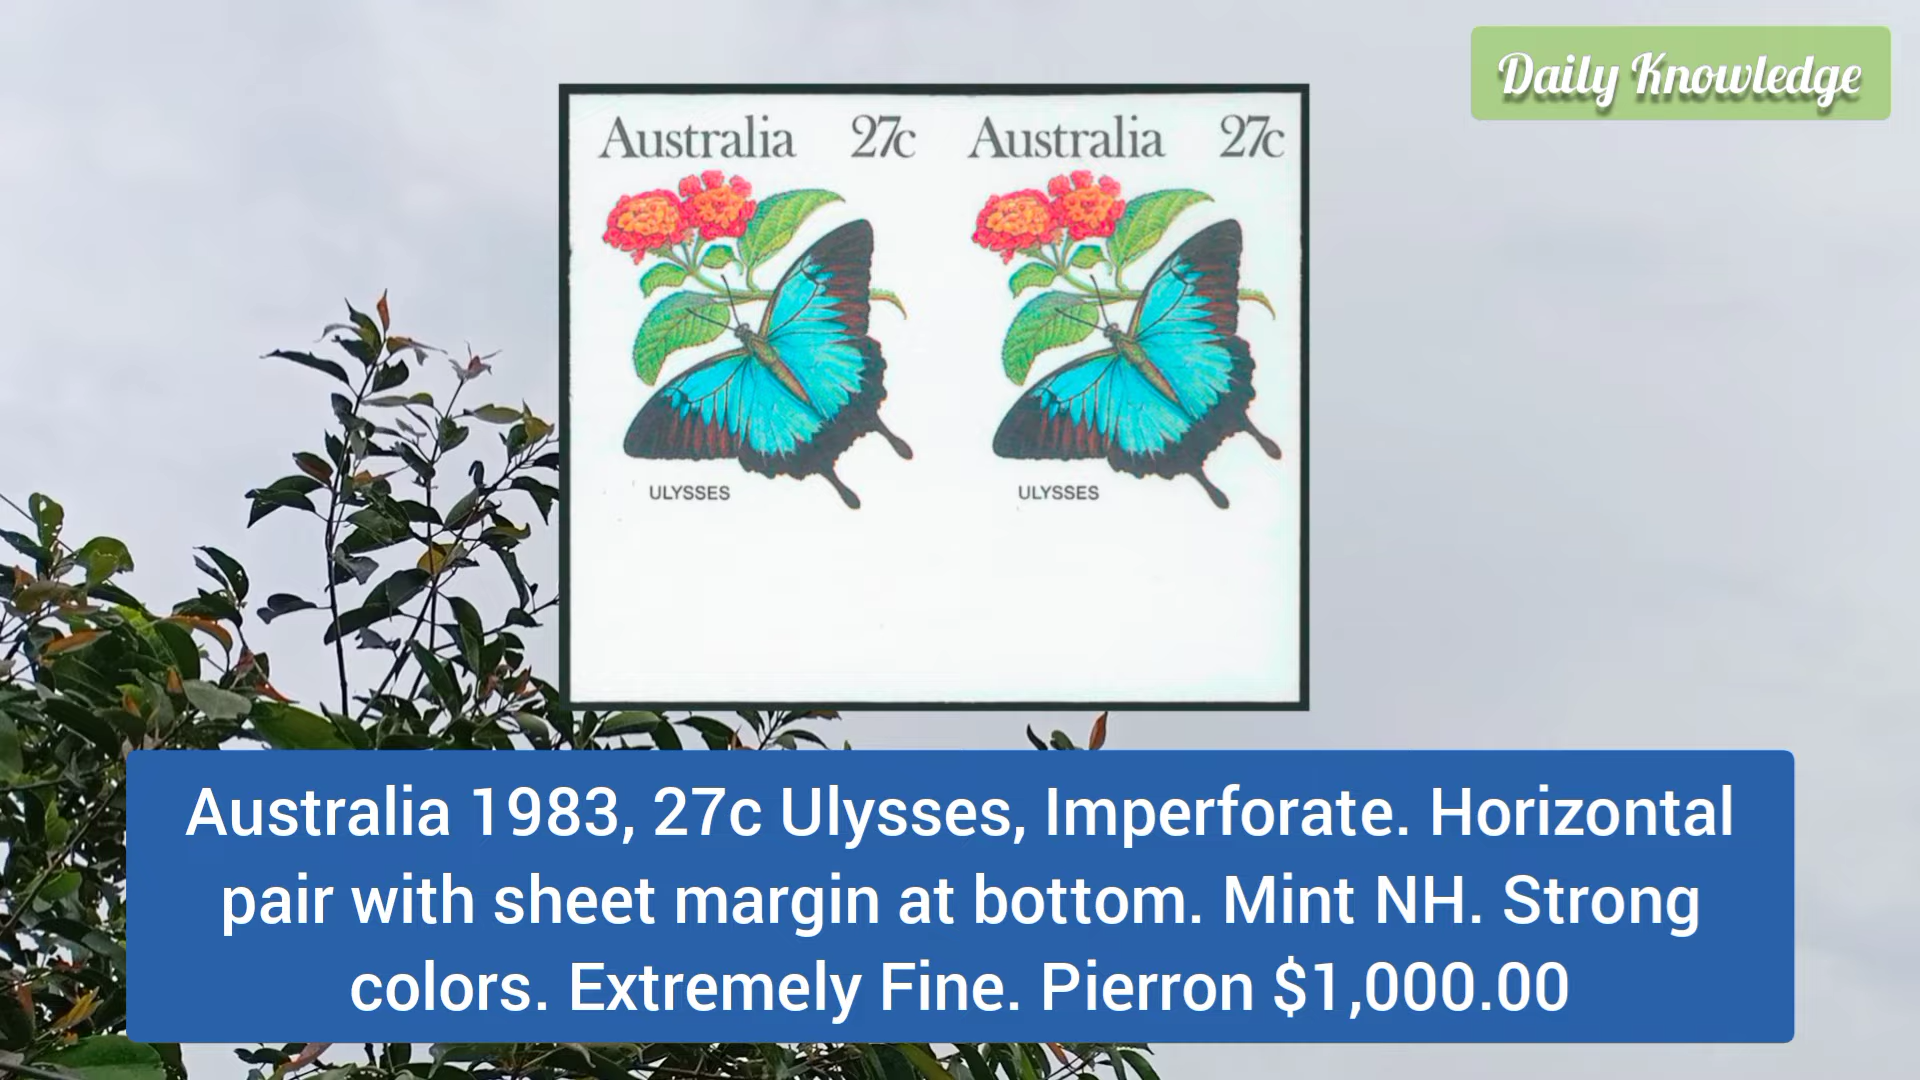 Daily Knowledge
Australia 27c Australia 27c
ULYSSES ULYSSES
Australia 1983, 27c Ulysses, Imperforate. Horizontal
pair with sheet margin at bottom. Mint NH. Strong
colors. Extremely Fine. Pierron $1,000.00